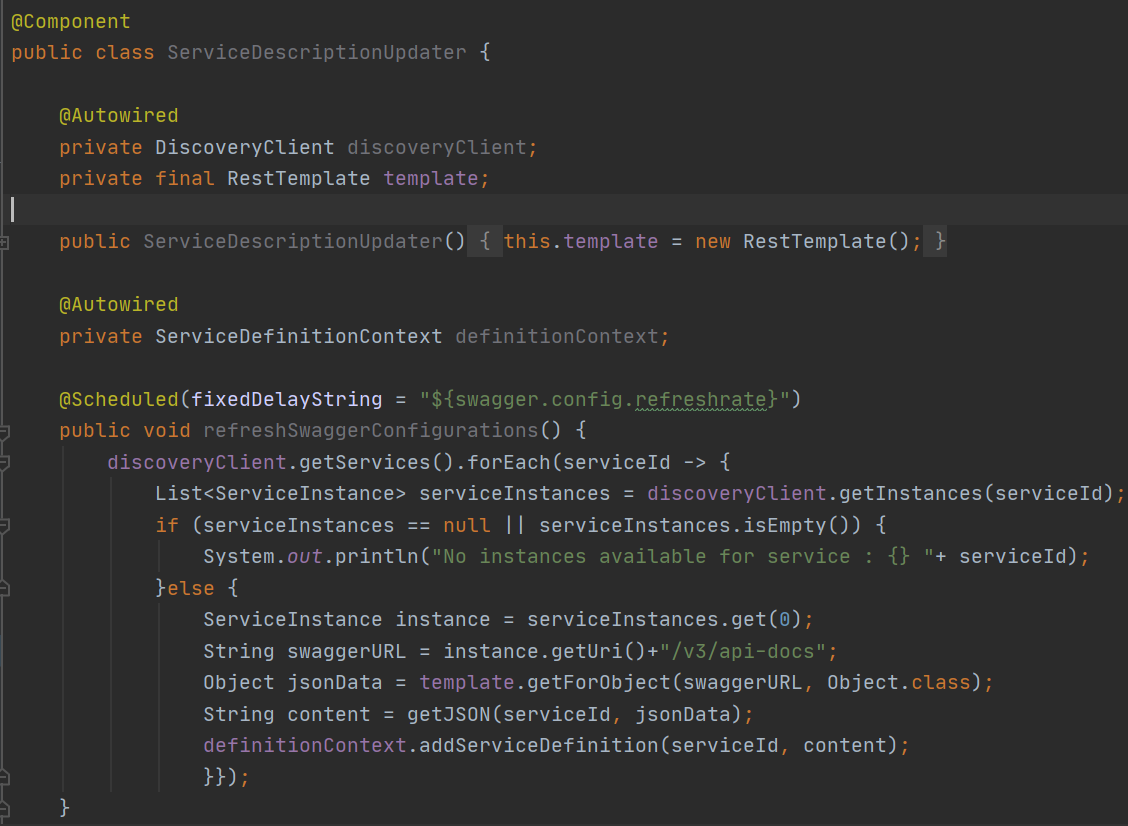 @Component
public class ServiceDescriptionUpdater {
@Autowired
private DiscoveryClient discoveryClient;
private final RestTemplate template;
public ServiceDescriptionUpdater() { this.template = new RestTemplate(); }
@Autowired
private ServiceDefinitionContext definitionContext;
@Scheduled(fixedDelayString = "${swagger.config.refreshrate}")
public void refreshSwaggerConfigurations() {
discoveryClient.getServices().forEach(serviceId -> {
List<ServiceInstance> serviceInstances = discoveryClient.getInstances(serviceId);
if (serviceInstances == null || serviceInstances.isEmpty()) {
System.out.println("No instances available for service : {} "+ serviceId);
}else {
ServiceInstance instance = serviceInstances.get(0);
String swaggerURL = instance.getUri()+"/v3/api-docs";
Object jsonData = template.getForObject(swaggerURL, Object.class);
String content = getJSON(serviceId, jsonData);
definitionContext.addServiceDefinition(serviceId, content);
}});
}